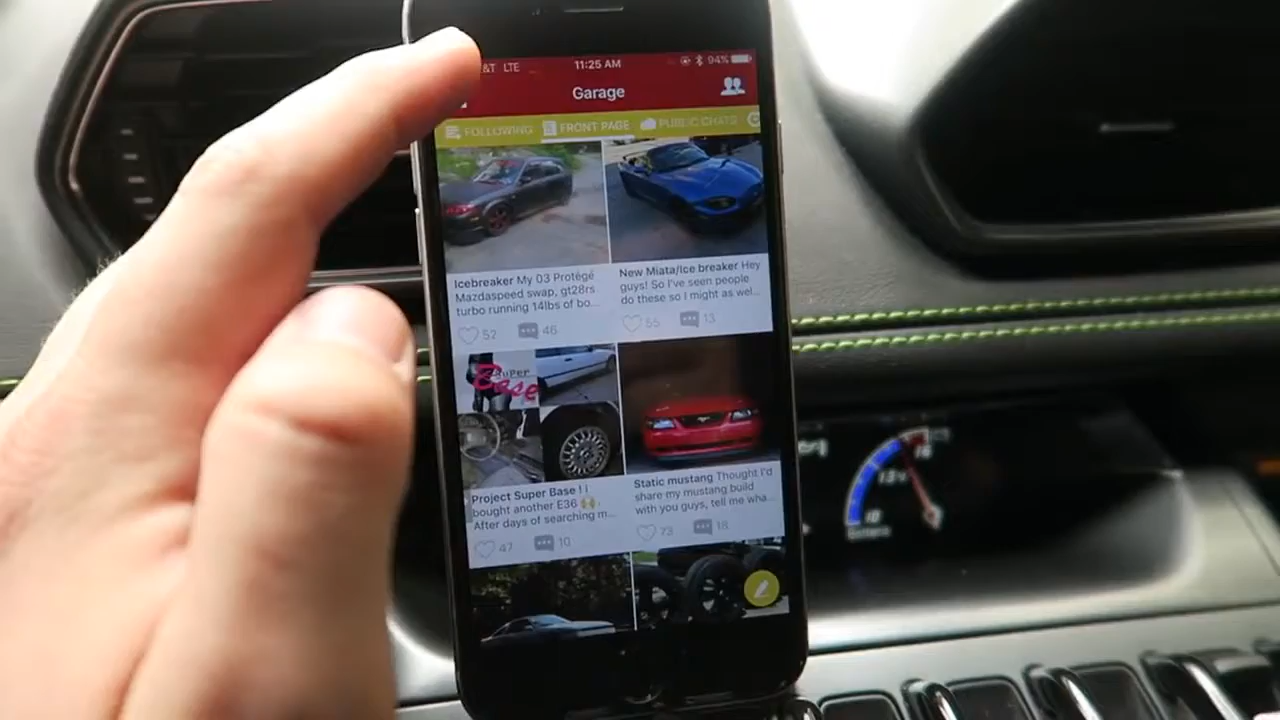 &T LTE 11:25 AM 94%
Garage
FOLLOWING FRONT PAGE PUBLIC CHATS
Icebreaker My 03 Protégé
Mazdaspeed swap, gt28rs
turbo running 14lbs of bo...
52 46
New Miata/Ice breaker Hey
guys! So I've seen people
do these so I might as wel...
55 13
Super
Base
Project Super Base ! I
bought another E36 🙌
After days of searching m...
47 10
Static mustang Thought I'd
share my mustang build
with you guys, tell me wha...
73 18
16
13v
10